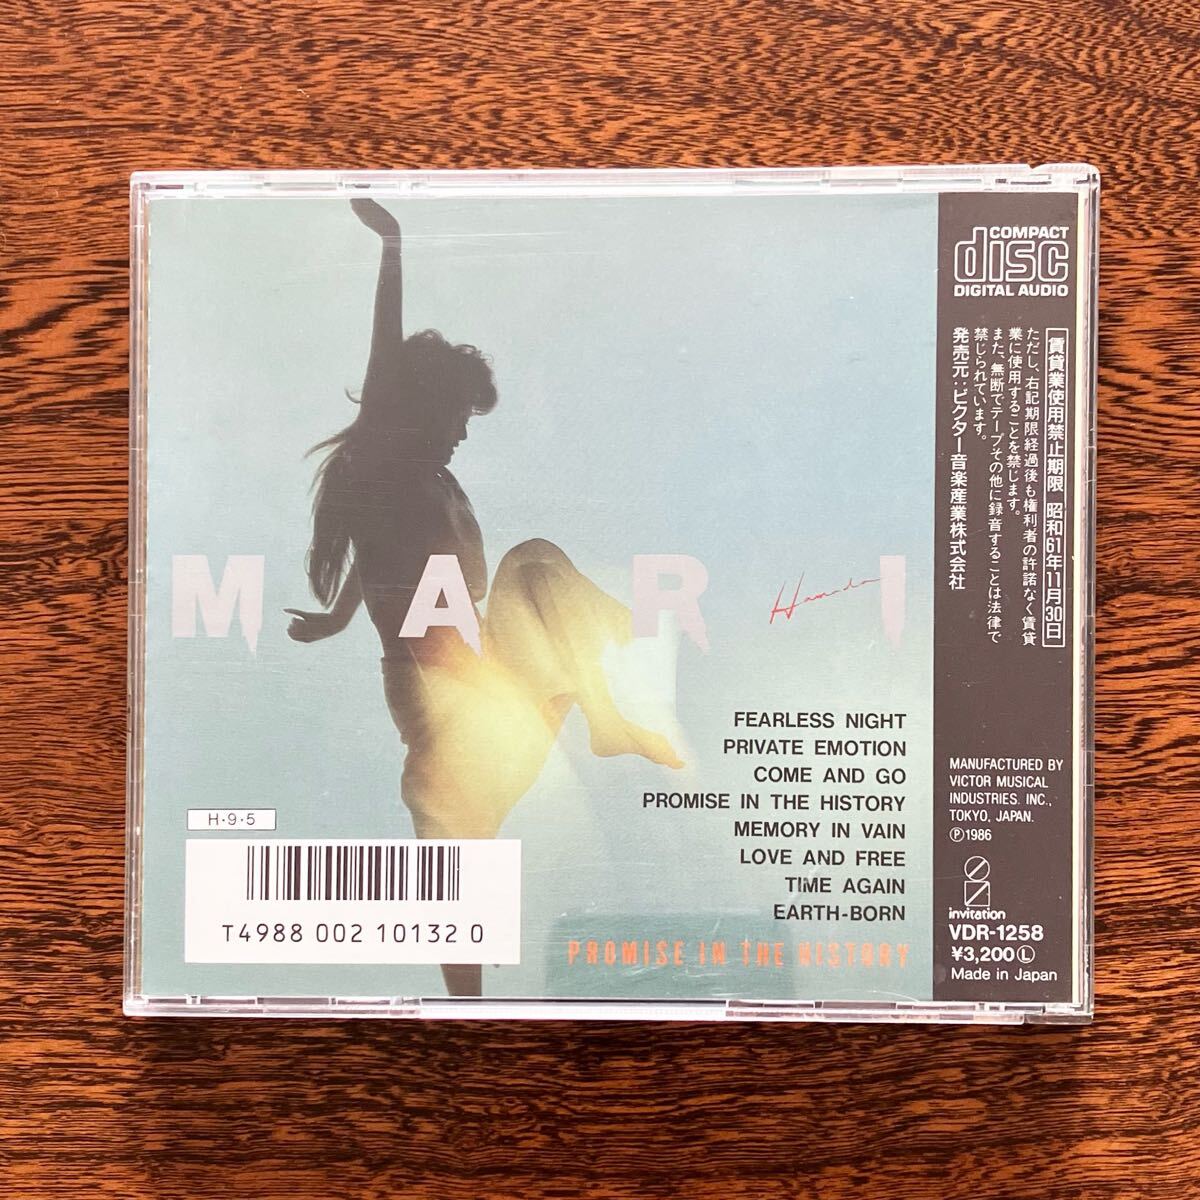 MARI
Hamada
FEARLESS NIGHT
PRIVATE EMOTION
COME AND GO
PROMISE IN THE HISTORY
MEMORY IN VAIN
LOVE AND FREE
TIME AGAIN
EARTH-BORN
PROMISE IN THE HISTORY
H・9・5
T4988 002 10132 0
COMPACT
disc
DIGITAL AUDIO
賃貸業使用禁止期限 昭和61年11月30日
ただし、右記期限経過後も権利者の許諾なく賃貸
業に使用することを禁じます。
また、無断でテープその他に録音することは法律で
禁じられています。
発売元:ビクター音楽産業株式会社
MANUFACTURED BY
VICTOR MUSICAL
INDUSTRIES. INC.,
TOKYO, JAPAN.
Ⓟ1986
invitation
VDR-1258
¥3,200Ⓛ
Made in Japan